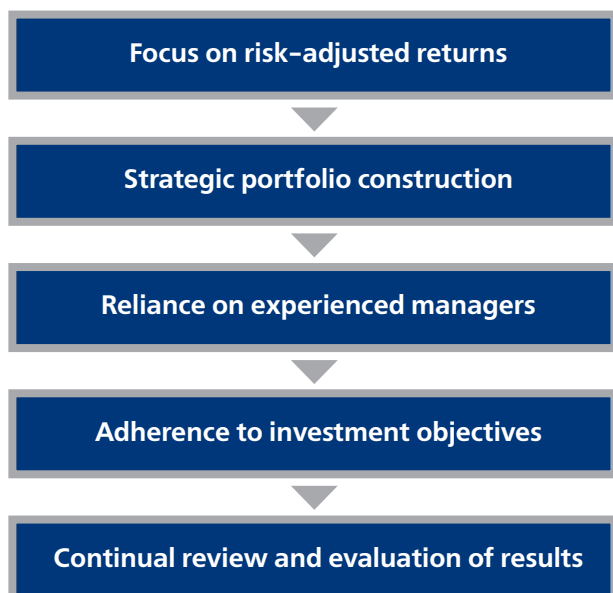 Focus on risk-adjusted returns
Strategic portfolio construction
Reliance on experienced managers
Adherence to investment objectives
Continual review and evaluation of results